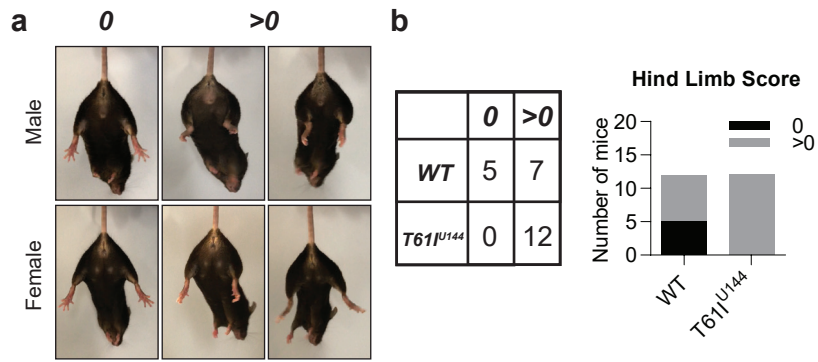 a
0 >0
Male
Female
b
0 >0
WT 5 7
T61I^U144 0 12
Hind Limb Score
Number of mice
20
15
10
5
0
0
>0
WT
T61I^U144